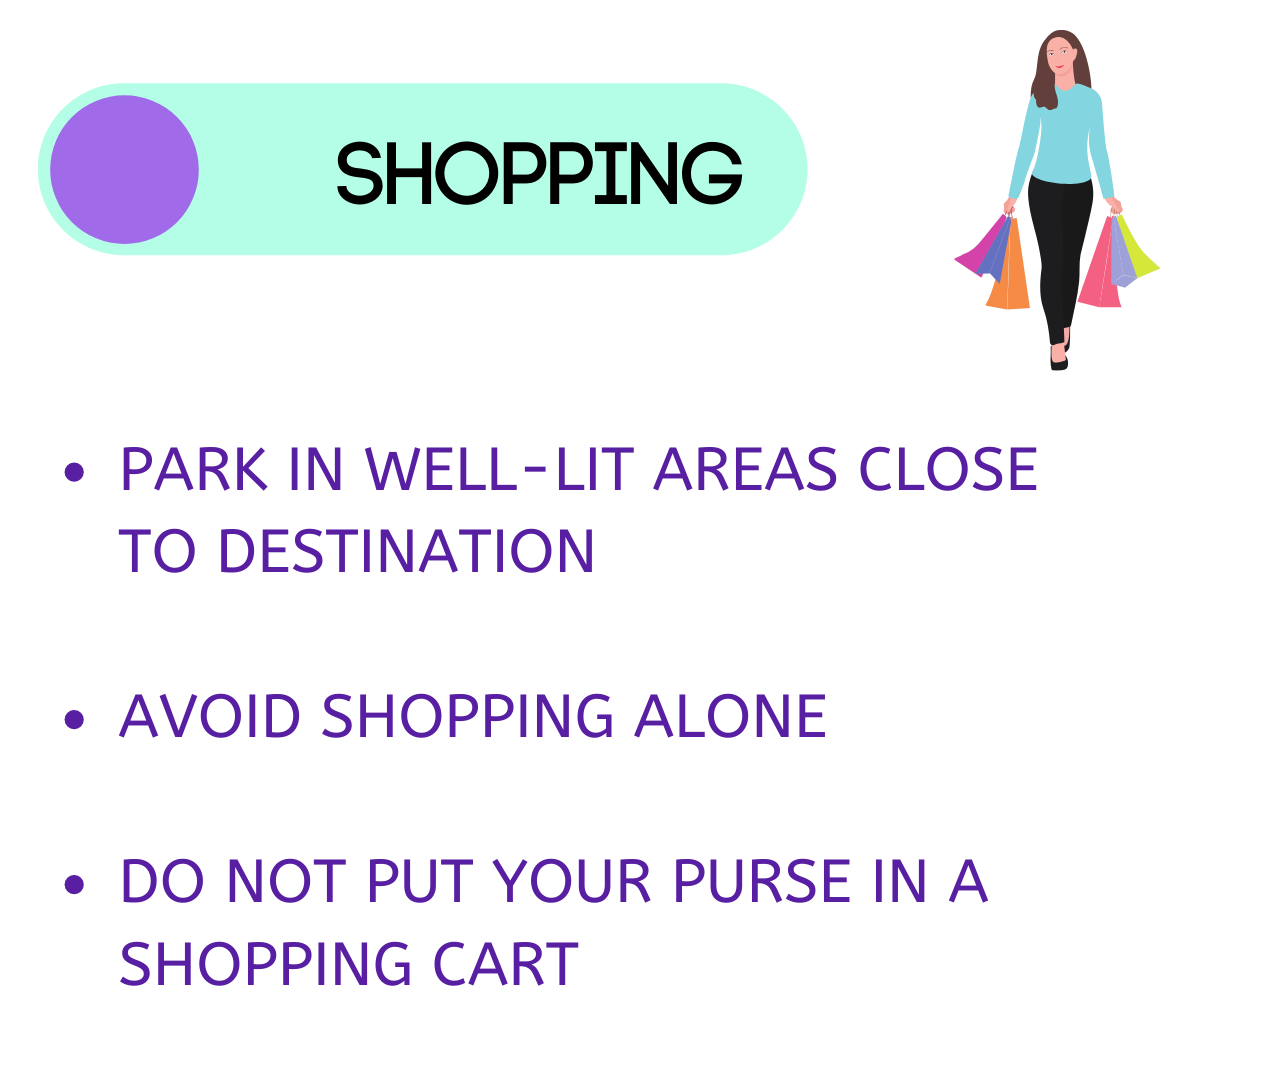 SHOPPING
• PARK IN WELL-LIT AREAS CLOSE
TO DESTINATION
• AVOID SHOPPING ALONE
• DO NOT PUT YOUR PURSE IN A
SHOPPING CART